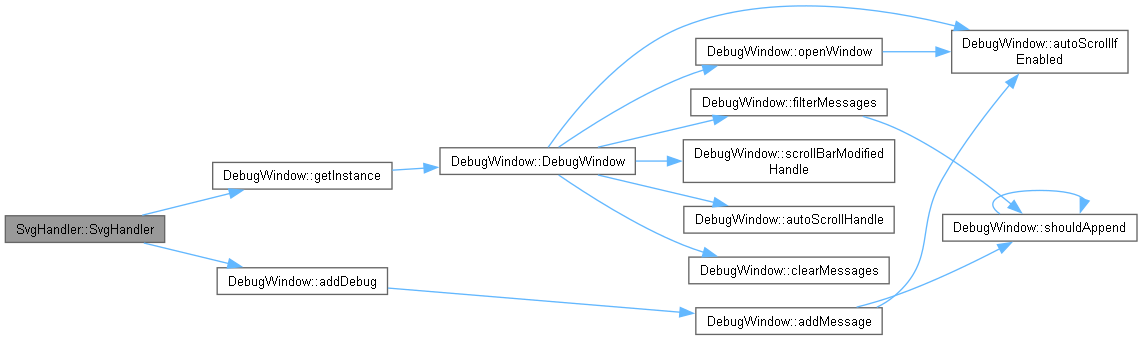 SvgHandler::SvgHandler
DebugWindow::getInstance
DebugWindow::addDebug
DebugWindow::DebugWindow
DebugWindow::openWindow
DebugWindow::filterMessages
DebugWindow::scrollBarModified
Handle
DebugWindow::autoScrollHandle
DebugWindow::clearMessages
DebugWindow::addMessage
DebugWindow::autoScrollIf
Enabled
DebugWindow::shouldAppend